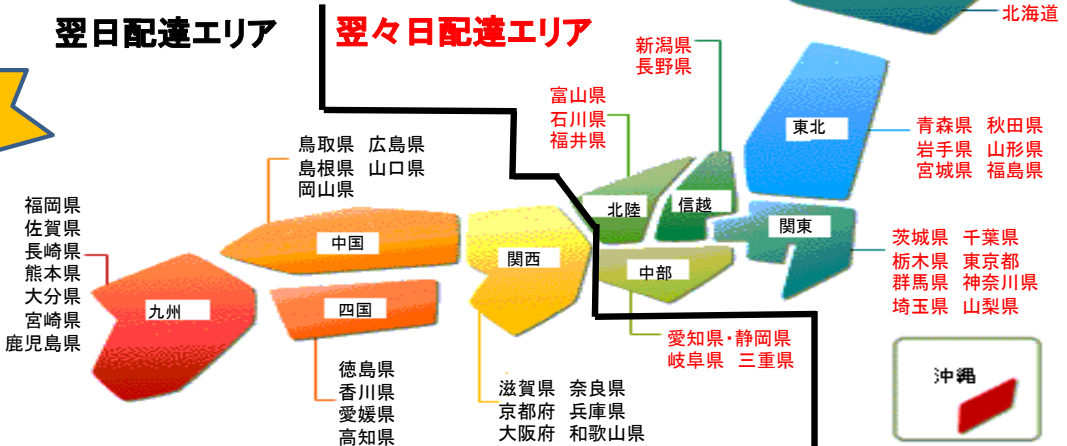 翌日配達エリア
翌々日配達エリア
北海道
新潟県
長野県
富山県
石川県
福井県
東北
青森県 秋田県
岩手県 山形県
宮城県 福島県
鳥取県 広島県
島根県 山口県
岡山県
北陸
信越
関東
茨城県 千葉県
栃木県 東京都
群馬県 神奈川県
埼玉県 山梨県
福岡県
佐賀県
長崎県
熊本県
大分県
宮崎県
鹿児島県
九州
中国
四国
関西
中部
愛知県・静岡県
岐阜県 三重県
徳島県
香川県
愛媛県
高知県
滋賀県 奈良県
京都府 兵庫県
大阪府 和歌山県
沖縄